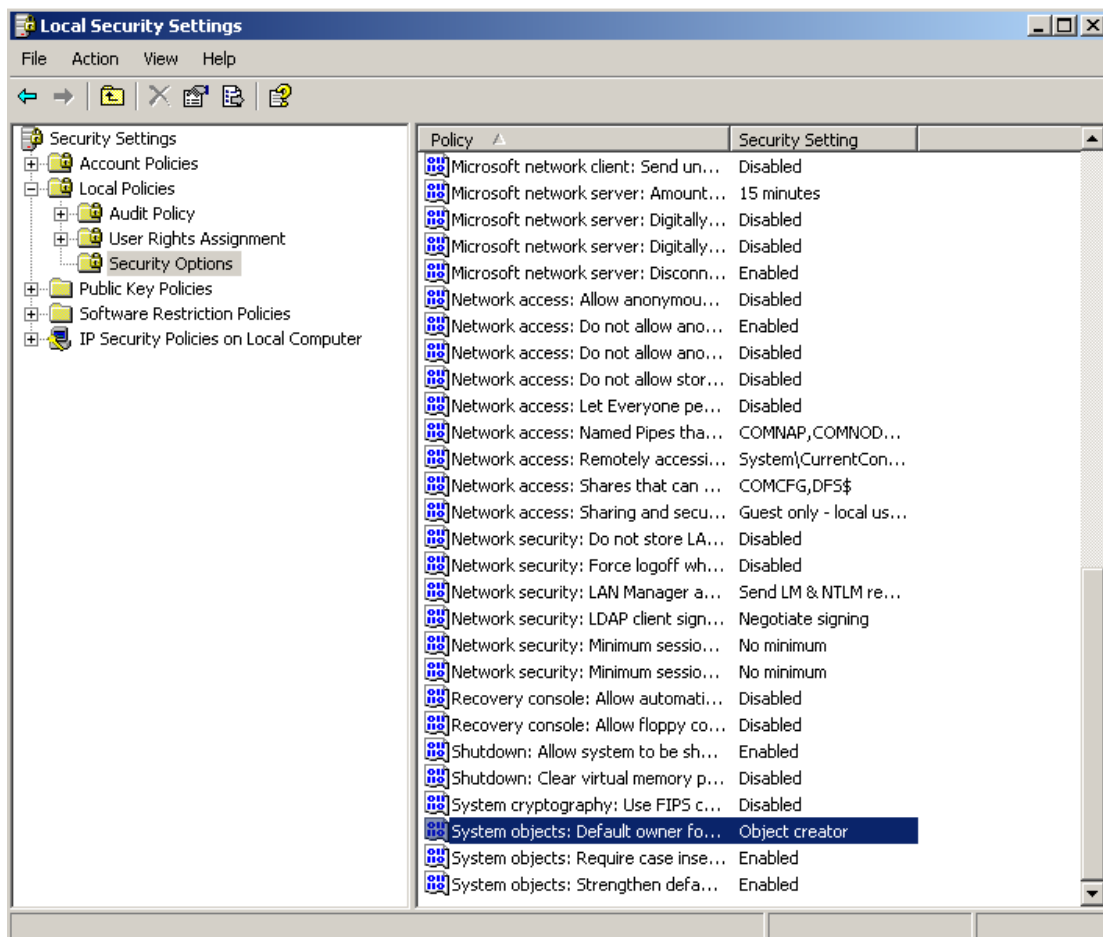 Local Security Settings
File Action View Help
Security Settings
Account Policies
Local Policies
Audit Policy
User Rights Assignment
Security Options
Public Key Policies
Software Restriction Policies
IP Security Policies on Local Computer
Policy Security Setting
Microsoft network client: Send un... Disabled
Microsoft network server: Amount... 15 minutes
Microsoft network server: Digitally... Disabled
Microsoft network server: Digitally... Disabled
Microsoft network server: Disconn... Enabled
Network access: Allow anonymou... Disabled
Network access: Do not allow ano... Enabled
Network access: Do not allow ano... Disabled
Network access: Do not allow stor... Disabled
Network access: Let Everyone pe... Disabled
Network access: Named Pipes tha... COMNAP,COMNOD...
Network access: Remotely accessi... System\CurrentCon...
Network access: Shares that can ... COMCFG,DFS$
Network access: Sharing and secu... Guest only - local us...
Network security: Do not store LA... Disabled
Network security: Force logoff wh... Disabled
Network security: LAN Manager a... Send LM & NTLM re...
Network security: LDAP client sign... Negotiate signing
Network security: Minimum sessio... No minimum
Network security: Minimum sessio... No minimum
Recovery console: Allow automati... Disabled
Recovery console: Allow floppy co... Disabled
Shutdown: Allow system to be sh... Enabled
Shutdown: Clear virtual memory p... Disabled
System cryptography: Use FIPS c... Disabled
System objects: Default owner fo... Object creator
System objects: Require case inse... Enabled
System objects: Strengthen defa... Enabled